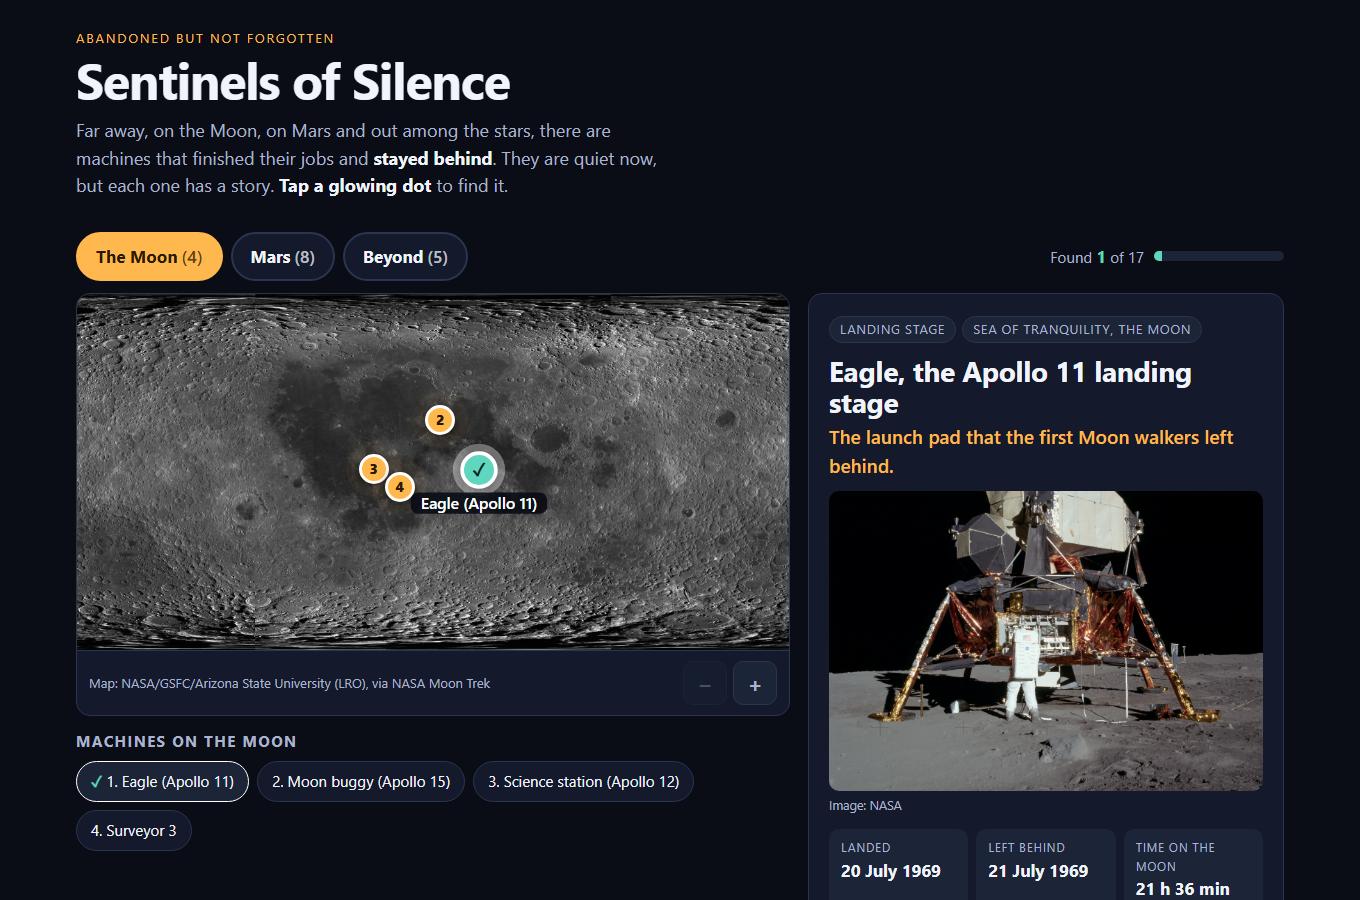 ABANDONED BUT NOT FORGOTTEN
Sentinels of Silence
Far away, on the Moon, on Mars and out among the stars, there are
machines that finished their jobs and stayed behind. They are quiet now,
but each one has a story. Tap a glowing dot to find it.
The Moon (4)
Mars (8)
Beyond (5)
Found 1 of 17
2
3
4
✓
Eagle (Apollo 11)
Map: NASA/GSFC/Arizona State University (LRO), via NASA Moon Trek
−
+
MACHINES ON THE MOON
✓ 1. Eagle (Apollo 11)
2. Moon buggy (Apollo 15)
3. Science station (Apollo 12)
4. Surveyor 3
LANDING STAGE
SEA OF TRANQUILITY, THE MOON
Eagle, the Apollo 11 landing
stage
The launch pad that the first Moon walkers left
behind.
Image: NASA
LANDED
20 July 1969
LEFT BEHIND
21 July 1969
TIME ON THE
MOON
21 h 36 min